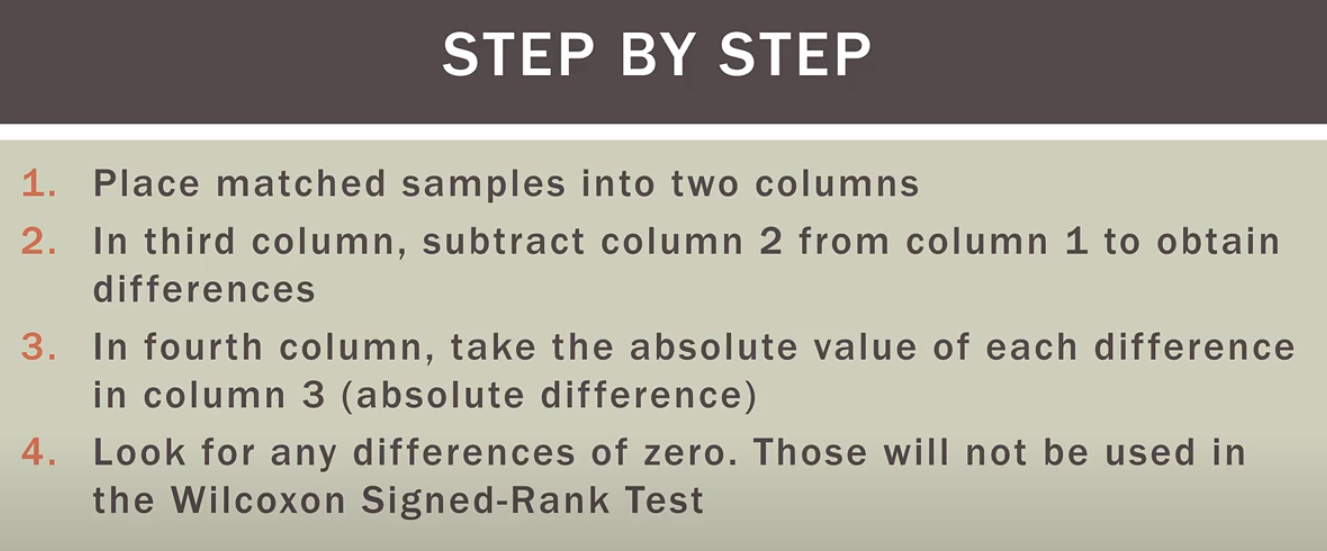 STEP BY STEP
1. Place matched samples into two columns
2. In third column, subtract column 2 from column 1 to obtain
differences
3. In fourth column, take the absolute value of each difference
in column 3 (absolute difference)
4. Look for any differences of zero. Those will not be used in
the Wilcoxon Signed-Rank Test